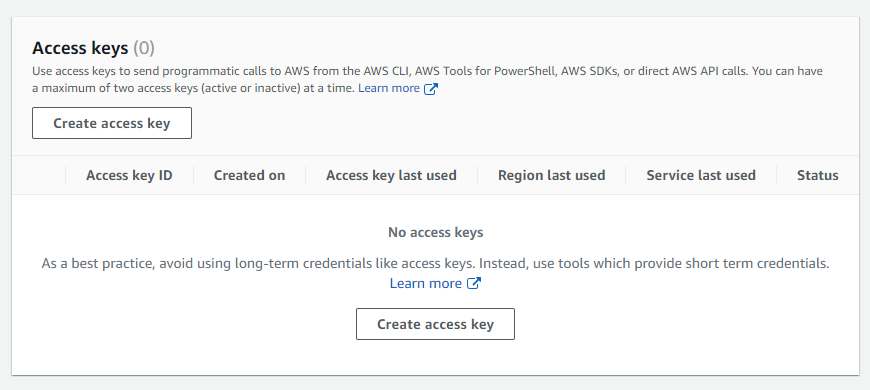 Access keys (0)
Use access keys to send programmatic calls to AWS from the AWS CLI, AWS Tools for PowerShell, AWS SDKs, or direct AWS API calls. You can have
a maximum of two access keys (active or inactive) at a time. Learn more
Create access key
Access key ID Created on Access key last used Region last used Service last used Status
No access keys
As a best practice, avoid using long-term credentials like access keys. Instead, use tools which provide short term credentials.
Learn more
Create access key